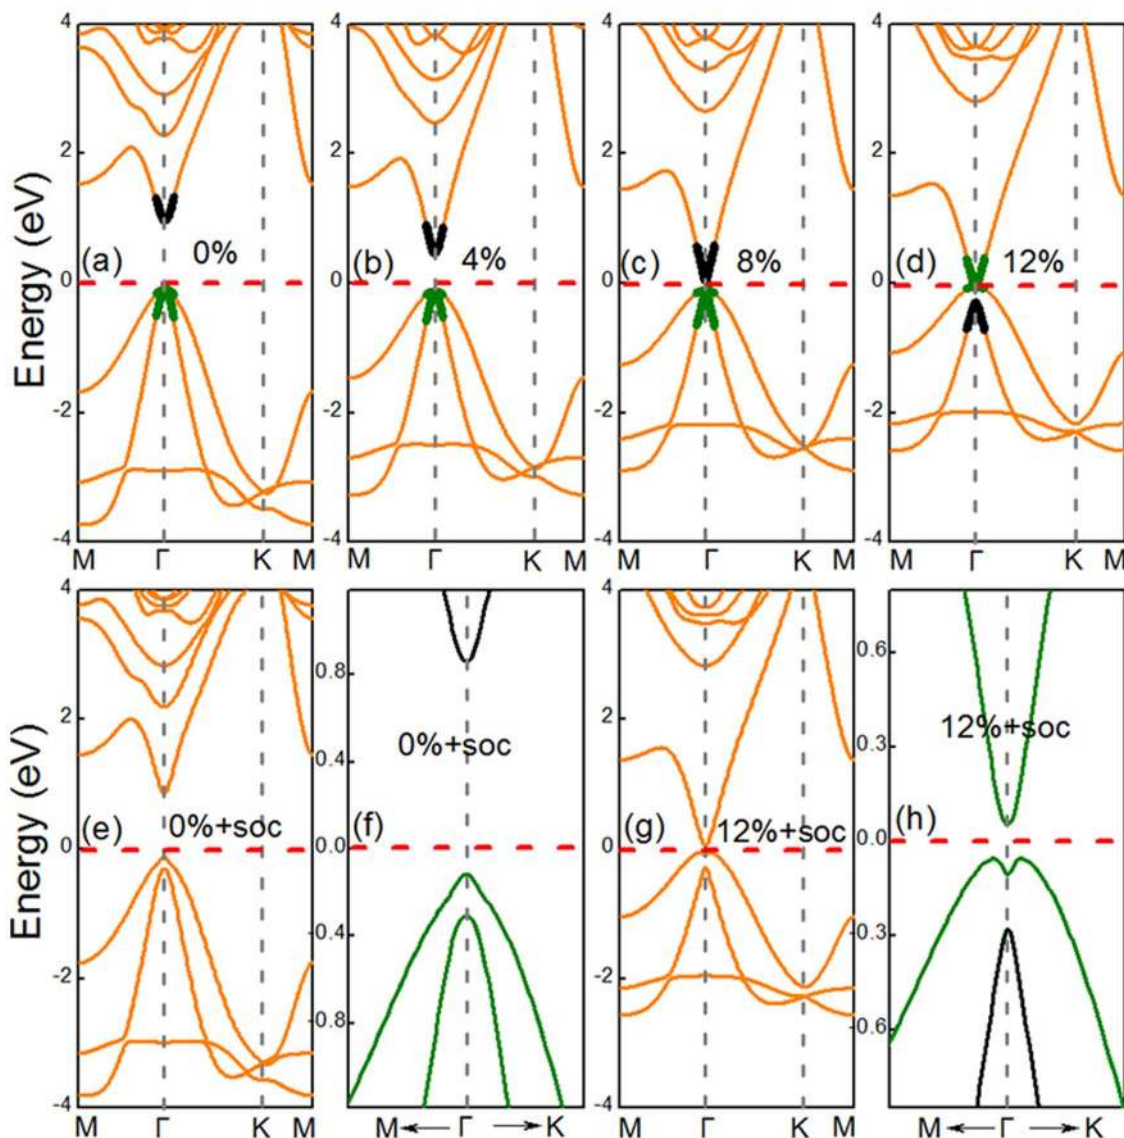 Energy (eV)
4
2
0
-2
-4
(a) 0%
M Γ K M
4
2
0
-2
-4
(b) 4%
M Γ K M
4
2
0
-2
-4
(c) 8%
M Γ K M
4
2
0
-2
-4
(d) 12%
M Γ K M
Energy (eV)
4
2
0
-2
-4
(e) 0%+soc
M Γ K M
0.8
0.4
0.0
-0.4
-0.8
0%+soc
(f)
M Γ K
4
2
0
-2
-4
(g) 12%+soc
M Γ K M
0.6
0.3
0.0
-0.3
-0.6
12%+soc
(h)
M Γ K